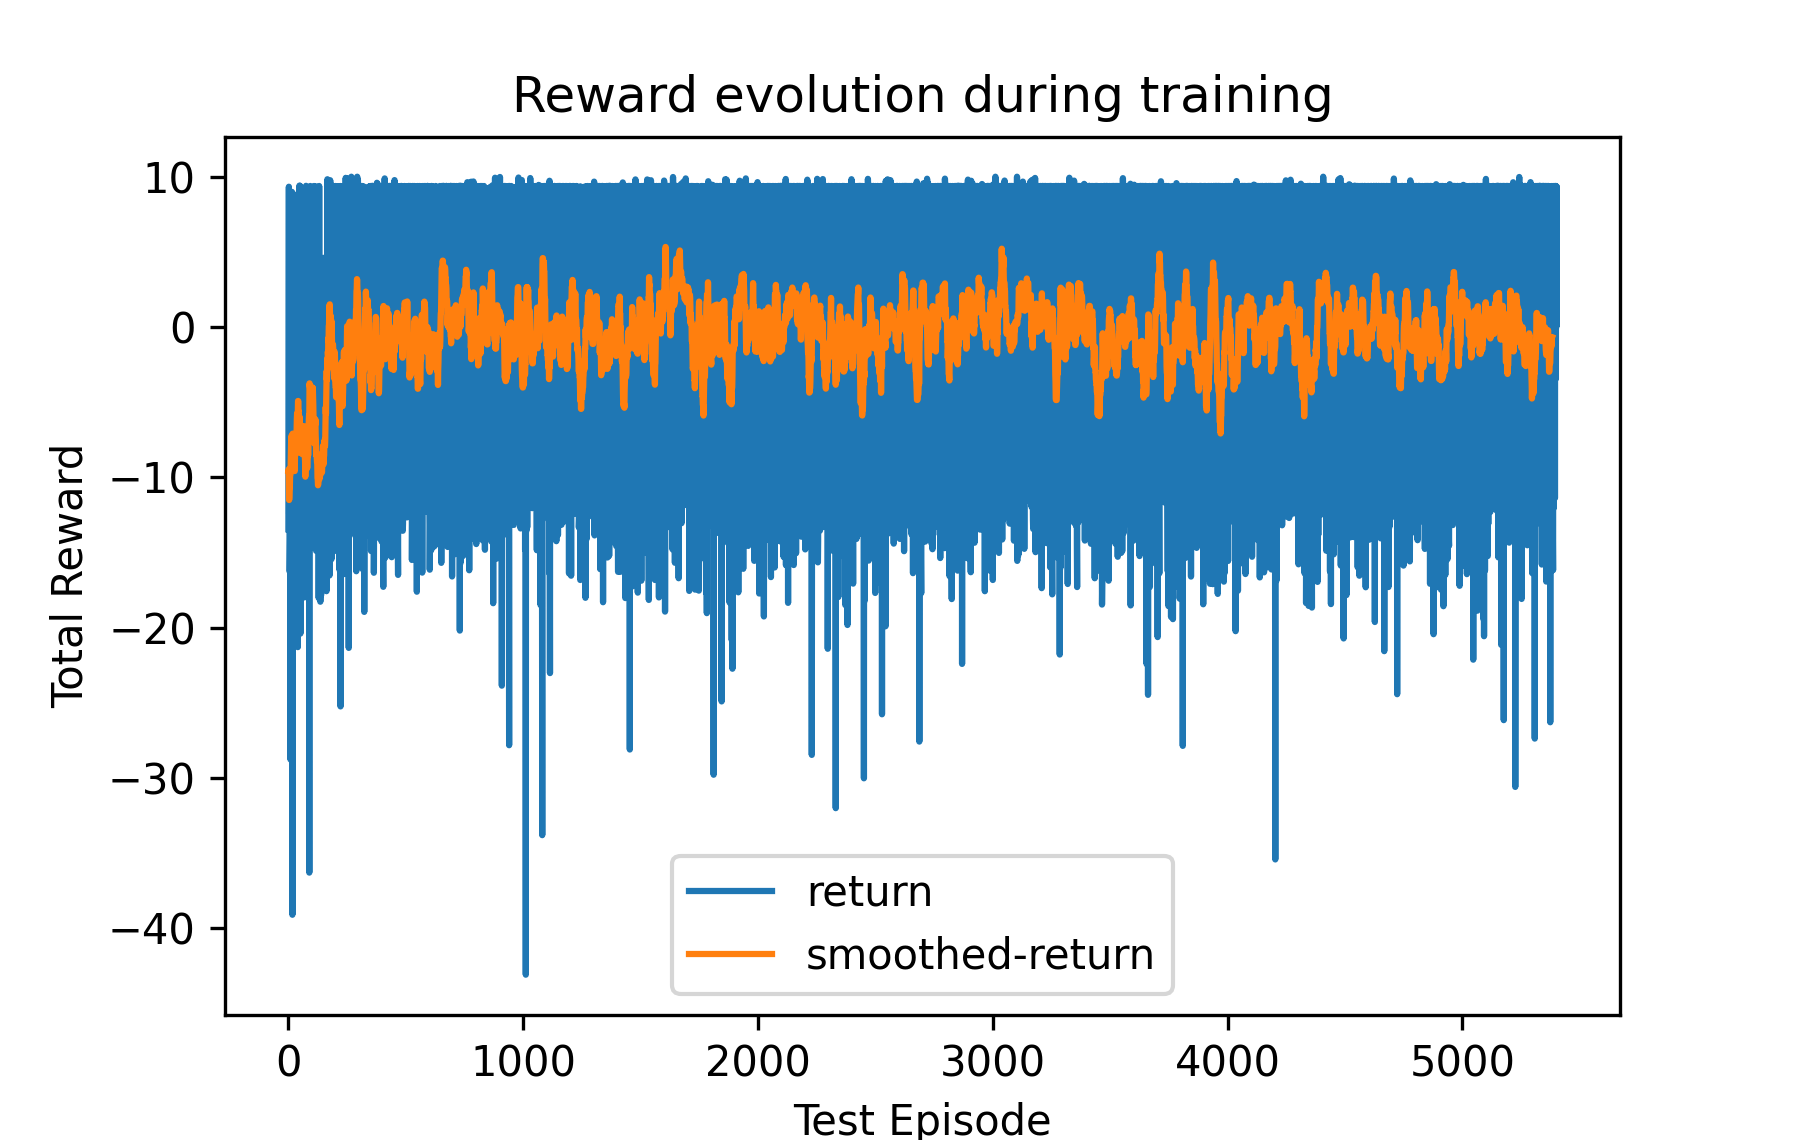 Reward evolution during training
10
0
−10
−20
−30
−40
Total Reward
return
smoothed-return
0 1000 2000 3000 4000 5000
Test Episode